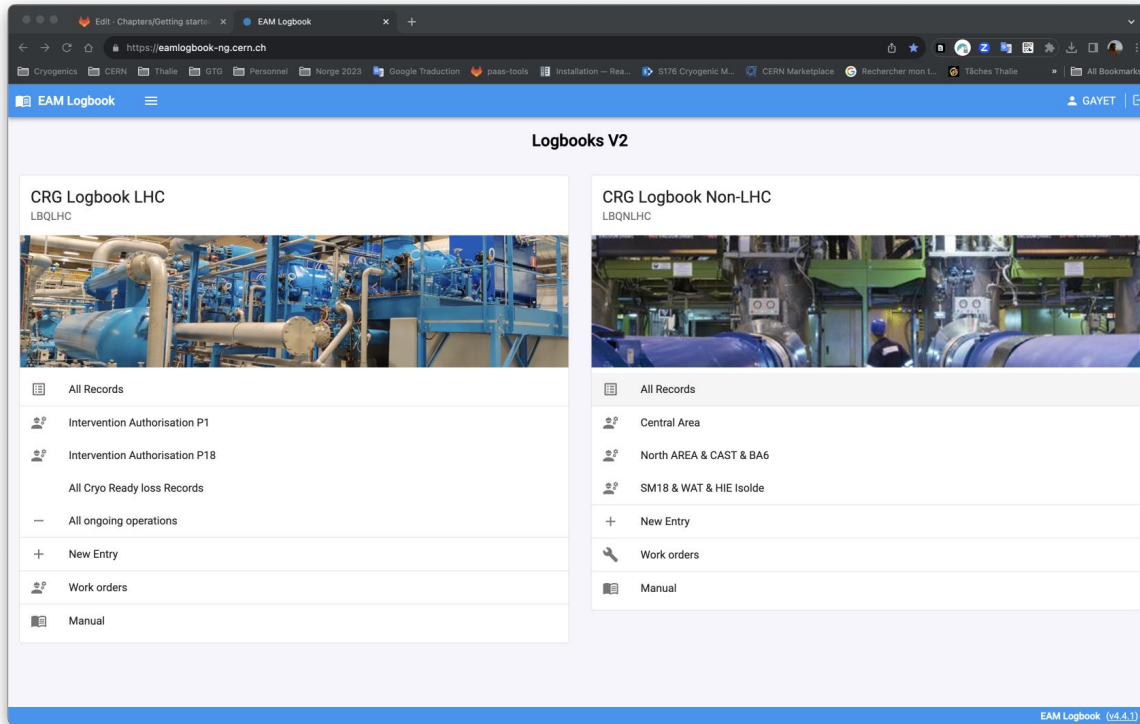 Edit · Chapters/Getting starte
EAM Logbook
https://eamlogbook-ng.cern.ch
Cryogenics CERN Thalie GTG Personnel Norge 2023 Google Traduction paas-tools Installation — Rea... S176 Cryogenic M... CERN Marketplace Rechercher mon t... Tâches Thalie » All Bookmarks
EAM Logbook GAYET
Logbooks V2
CRG Logbook LHC
LBQLHC
All Records
Intervention Authorisation P1
Intervention Authorisation P18
All Cryo Ready loss Records
All ongoing operations
New Entry
Work orders
Manual
CRG Logbook Non-LHC
LBQNLHC
All Records
Central Area
North AREA & CAST & BA6
SM18 & WAT & HIE Isolde
New Entry
Work orders
Manual
EAM Logbook (v4.4.1)